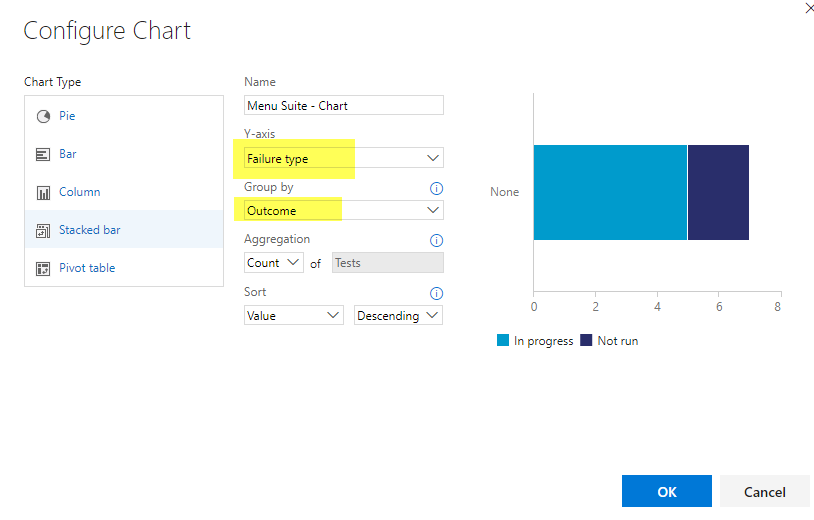 Configure Chart
Chart Type
Pie
Bar
Column
Stacked bar
Pivot table
Name
Menu Suite - Chart
Y-axis
Failure type
Group by
Outcome
Aggregation
Count of Tests
Sort
Value Descending
None
0 2 4 6 8
In progress Not run
OK Cancel